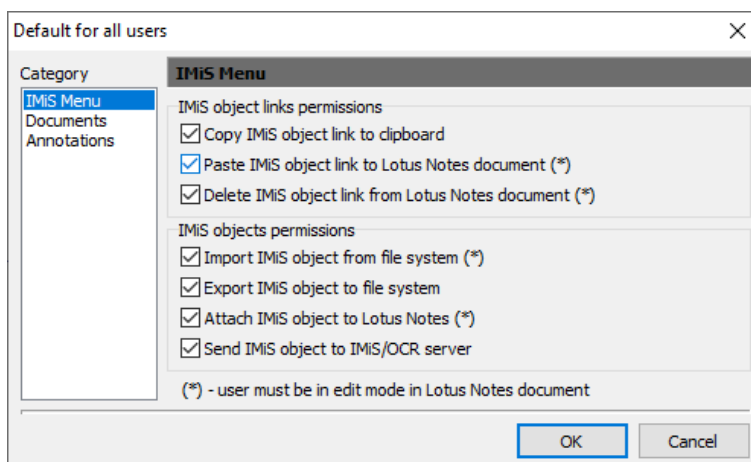 Default for all users
Category
IMiS Menu
Documents
Annotations
IMiS Menu
IMiS object links permissions
Copy IMiS object link to clipboard
Paste IMiS object link to Lotus Notes document (*)
Delete IMiS object link from Lotus Notes document (*)
IMiS objects permissions
Import IMiS object from file system (*)
Export IMiS object to file system
Attach IMiS object to Lotus Notes (*)
Send IMiS object to IMiS/OCR server
(*) - user must be in edit mode in Lotus Notes document
OK
Cancel